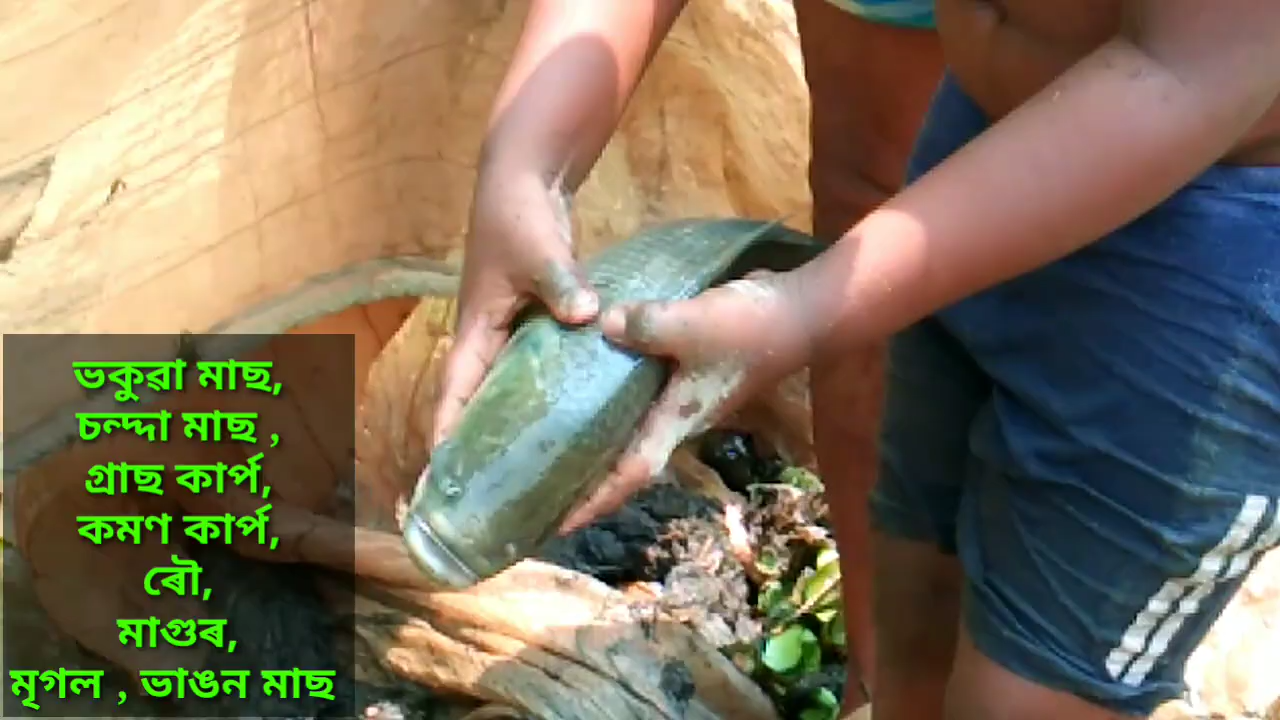 ভকুৱা মাছ,
চন্দ্দা মাছ ,
গ্ৰাছ কাৰ্প,
কমণ কাৰ্প,
ৰৌ,
মাগুৰ,
মৃগল , ভাঙন মাছ